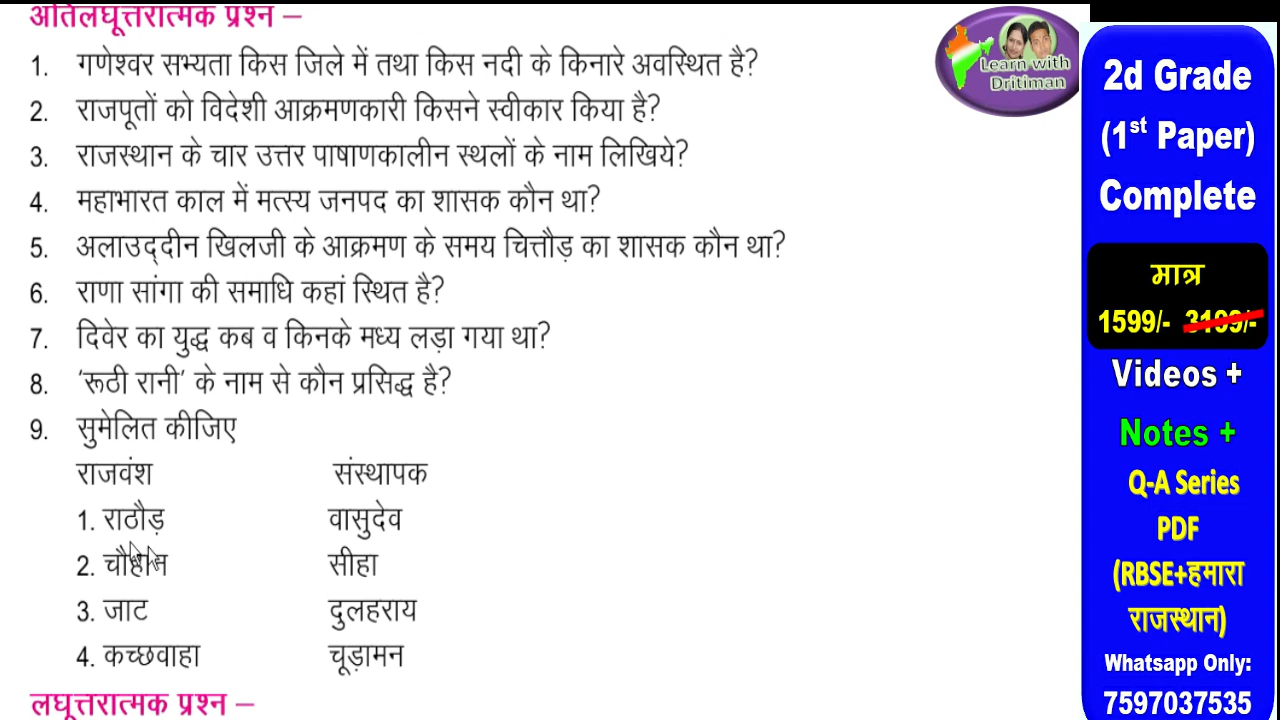 अतिलघूत्तरात्मक प्रश्न –
1. गणेश्वर सभ्यता किस जिले में तथा किस नदी के किनारे अवस्थित है?
2. राजपूतों को विदेशी आक्रमणकारी किसने स्वीकार किया है?
3. राजस्थान के चार उत्तर पाषाणकालीन स्थलों के नाम लिखिये?
4. महाभारत काल में मत्स्य जनपद का शासक कौन था?
5. अलाउद्दीन खिलजी के आक्रमण के समय चित्तौड़ का शासक कौन था?
6. राणा सांगा की समाधि कहां स्थित है?
7. दिवेर का युद्ध कब व किनके मध्य लड़ा गया था?
8. 'रूठी रानी' के नाम से कौन प्रसिद्ध है?
9. सुमेलित कीजिए
राजवंश संस्थापक
1. राठौड़ वासुदेव
2. चौहान सीहा
3. जाट दुलहराय
4. कच्छवाहा चूड़ामन
लघूत्तरात्मक प्रश्न –
Learn with
Dritiman
2d Grade
(1st Paper)
Complete
मात्र
1599/- 3199/-
Videos +
Notes +
Q-A Series
PDF
(RBSE+हमारा
राजस्थान)
Whatsapp Only:
7597037535